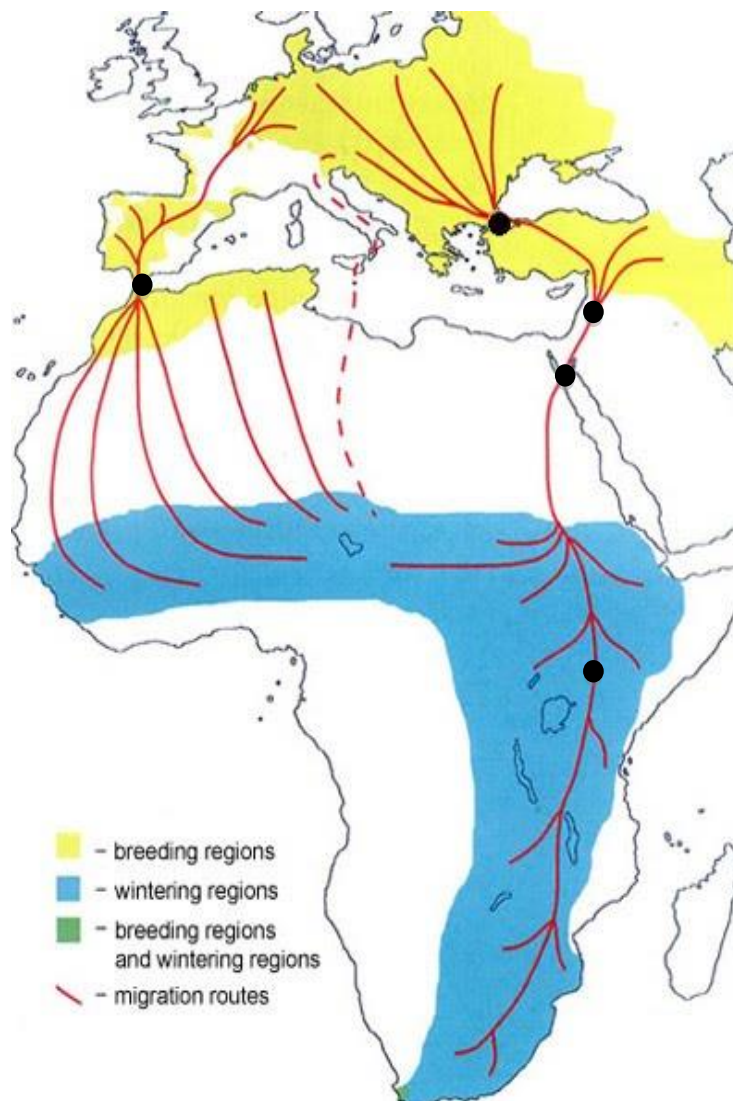 – breeding regions
– wintering regions
– breeding regions
and wintering regions
– migration routes